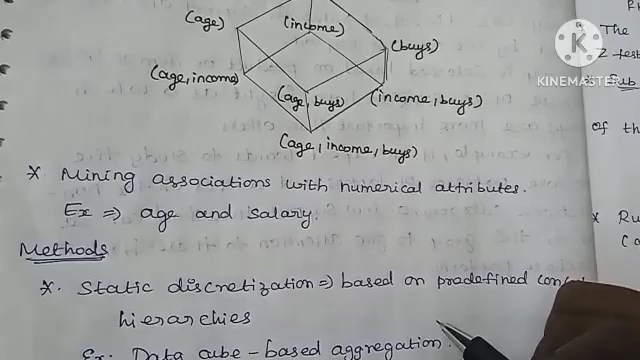 (age)
(income)
(buys)
(age, income)
(age, buys)
(income, buys)
(age, income, buys)
* Mining associations with numerical attributes.
Ex ⇒ age and salary.
Methods
*. Static discretization ⇒ based on predefined
hierarchies
Ex: Data cube-based aggregation.
The
Z test
Sub
of th
* Ru
KINEMASTER